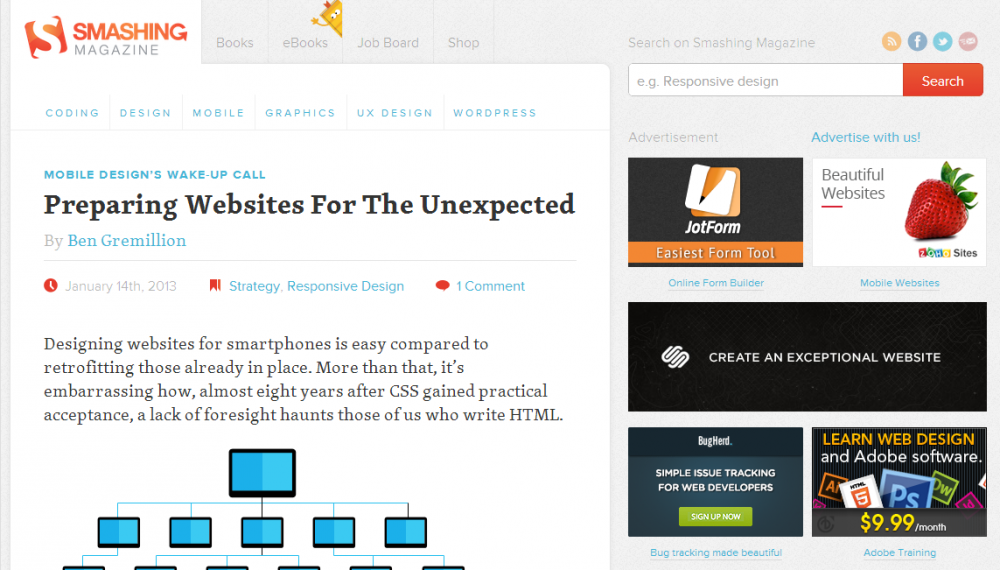 SMASHING
MAGAZINE
Books
eBooks
Job Board
Shop
Search on Smashing Magazine
e.g. Responsive design
Search
CODING
DESIGN
MOBILE
GRAPHICS
UX DESIGN
WORDPRESS
MOBILE DESIGN'S WAKE-UP CALL
Preparing Websites For The Unexpected
By Ben Gremillion
January 14th, 2013
Strategy, Responsive Design
1 Comment
Designing websites for smartphones is easy compared to
retrofitting those already in place. More than that, it’s
embarrassing how, almost eight years after CSS gained practical
acceptance, a lack of foresight haunts those of us who write HTML.
Advertisement
Advertise with us!
JotForm
Easiest Form Tool
Online Form Builder
Beautiful
Websites
ZOHO Sites
Mobile Websites
CREATE AN EXCEPTIONAL WEBSITE
BugHerd.
SIMPLE ISSUE TRACKING
FOR WEB DEVELOPERS
SIGN UP NOW
Bug tracking made beautiful
LEARN WEB DESIGN
and Adobe software.
Ai
HTML
5
Ps
Dw
$9.99/month
Adobe Training